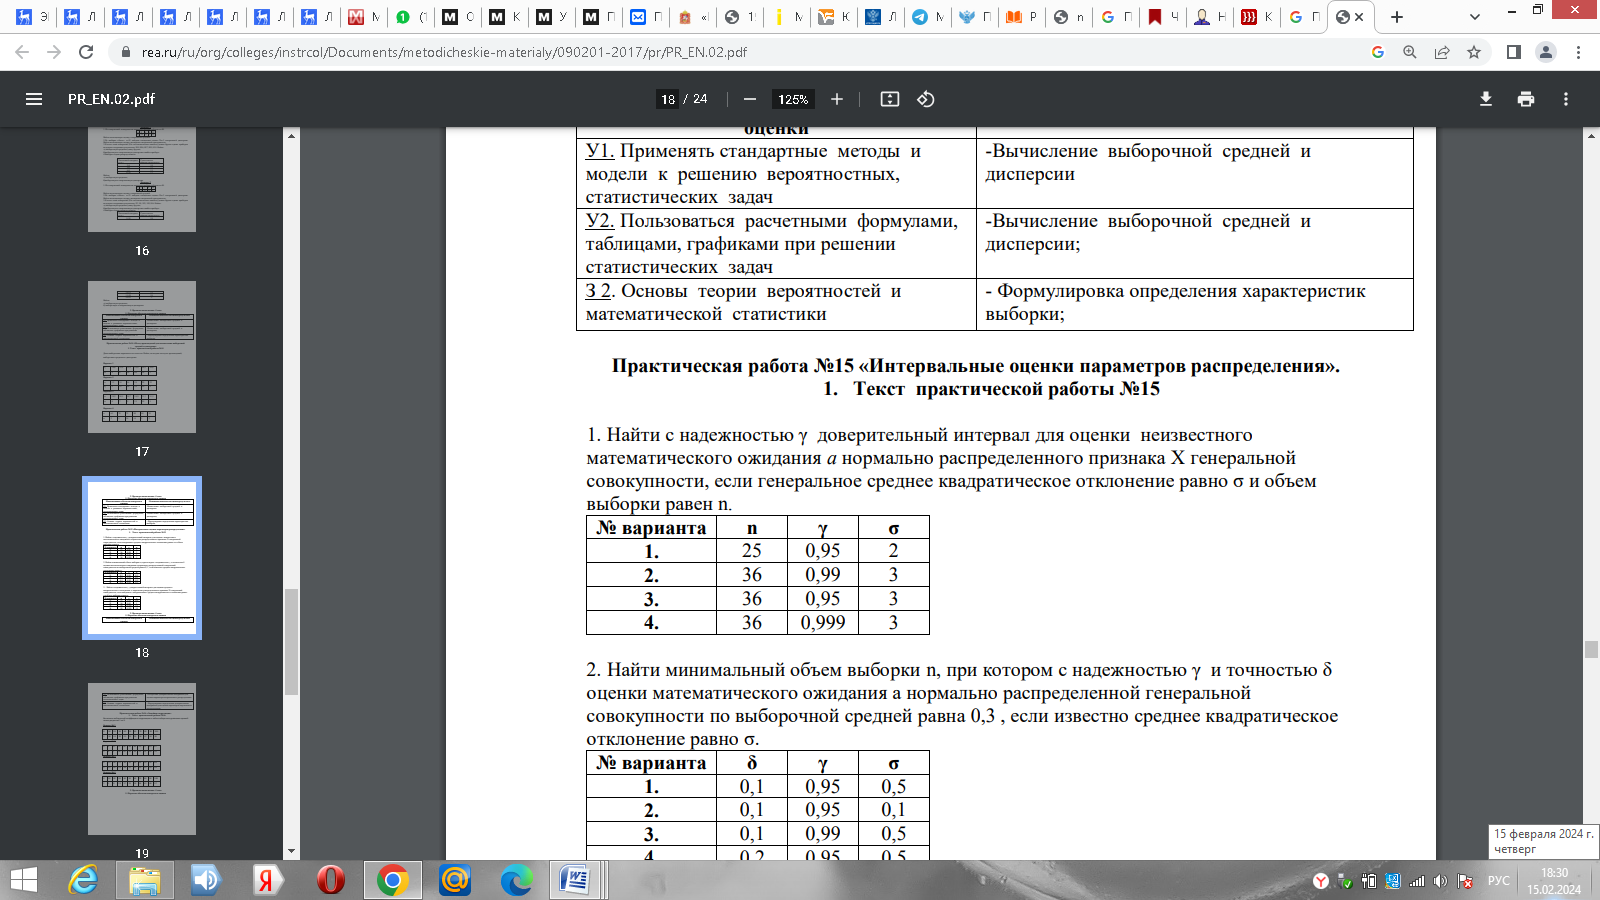 Э
Л
Л
Л
Л
Л
Л
М
(1
М
О
К
У
П
П
«
1
М
Ю
Л
М
П
Р
n
П
Ч
Н
К
П
rea.ru/ru/org/colleges/instrcol/Documents/metodicheskie-materialy/090201-2017/pr/PR_EN.02.pdf
PR_EN.02.pdf
18 / 24
125%
16
17
18
19
оценки
У1. Применять стандартные методы и
модели к решению вероятностных,
статистических задач
-Вычисление выборочной средней и
дисперсии
У2. Пользоваться расчетными формулами,
таблицами, графиками при решении
статистических задач
-Вычисление выборочной средней и
дисперсии;
З 2. Основы теории вероятностей и
математической статистики
- Формулировка определения характеристик
выборки;
Практическая работа №15 «Интервальные оценки параметров распределения».
1. Текст практической работы №15
1. Найти с надежностью γ доверительный интервал для оценки неизвестного
математического ожидания а нормально распределенного признака X генеральной
совокупности, если генеральное среднее квадратическое отклонение равно σ и объем
выборки равен n.
№ варианта n γ σ
1. 25 0,95 2
2. 36 0,99 3
3. 36 0,95 3
4. 36 0,999 3
2. Найти минимальный объем выборки n, при котором с надежностью γ и точностью δ
оценки математического ожидания а нормально распределенной генеральной
совокупности по выборочной средней равна 0,3 , если известно среднее квадратическое
отклонение равно σ.
№ варианта δ γ σ
1. 0,1 0,95 0,5
2. 0,1 0,95 0,1
3. 0,1 0,99 0,5
4. 0,2 0,95 0,5
15 февраля 2024 г.
четверг
РУС
18:30
15.02.2024